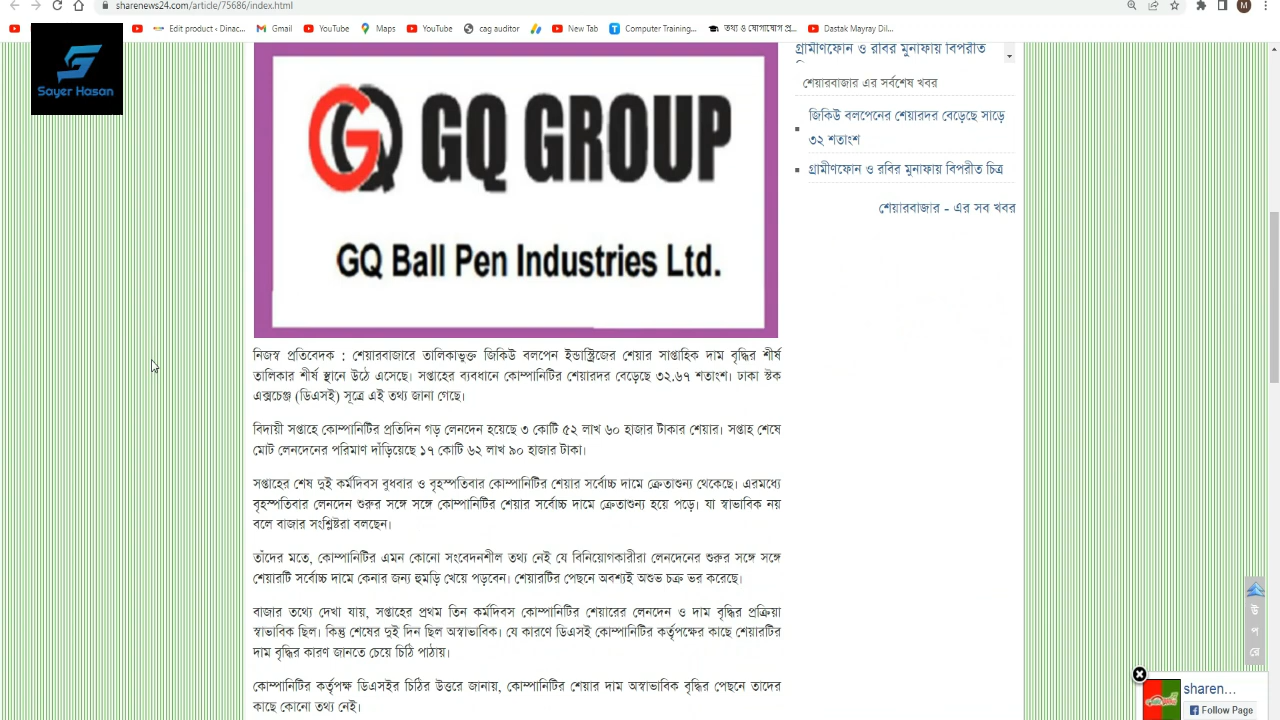 sharenews24.com/article/75686/index.html
Edit product ‹ Dinac...
Gmail
YouTube
Maps
YouTube
cag auditor
New Tab
Computer Training...
তথ্য ও যোগাযোগ প্র...
Dastak Mayray Dil...
M
Sayer Hasan
GQ GROUP
GQ Ball Pen Industries Ltd.
গ্রামীণফোন ও রবির মুনাফায় বিপরীত
শেয়ারবাজার এর সর্বশেষ খবর
জিকিউ বলপেনের শেয়ারদর বেড়েছে সাড়ে
৩২ শতাংশ
গ্রামীণফোন ও রবির মুনাফায় বিপরীত চিত্র
শেয়ারবাজার - এর সব খবর
নিজস্ব প্রতিবেদক : শেয়ারবাজারে তালিকাভুক্ত জিকিউ বলপেন ইন্ডাস্ট্রিজের শেয়ার সাপ্তাহিক দাম বৃদ্ধির শীর্ষ
তালিকার শীর্ষ স্থানে উঠে এসেছে। সপ্তাহের ব্যবধানে কোম্পানিটির শেয়ারদর বেড়েছে ৩২.৬৭ শতাংশ। ঢাকা স্টক
এক্সচেঞ্জ (ডিএসই) সূত্রে এই তথ্য জানা গেছে।
বিদায়ী সপ্তাহে কোম্পানিটির প্রতিদিন গড় লেনদেন হয়েছে ৩ কোটি ৫২ লাখ ৬০ হাজার টাকার শেয়ার। সপ্তাহ শেষে
মোট লেনদেনের পরিমাণ দাঁড়িয়েছে ১৭ কোটি ৬২ লাখ ৯০ হাজার টাকা।
সপ্তাহের শেষ দুই কর্মদিবস বুধবার ও বৃহস্পতিবার কোম্পানিটির শেয়ার সর্বোচ্চ দামে ক্রেতাশুন্য থেকেছে। এরমধ্যে
বৃহস্পতিবার লেনদেন শুরুর সঙ্গে সঙ্গে কোম্পানিটির শেয়ার সর্বোচ্চ দামে ক্রেতাশুন্য হয়ে পড়ে। যা স্বাভাবিক নয়
বলে বাজার সংশ্লিষ্টরা বলছেন।
তাঁদের মতে, কোম্পানিটির এমন কোনো সংবেদনশীল তথ্য নেই যে বিনিয়োগকারীরা লেনদেনের শুরুর সঙ্গে সঙ্গে
শেয়ারটি সর্বোচ্চ দামে কেনার জন্য হুমড়ি খেয়ে পড়বেন। শেয়ারটির পেছনে অবশ্যই অশুভ চক্র ভর করেছে।
বাজার তথ্যে দেখা যায়, সপ্তাহের প্রথম তিন কর্মদিবস কোম্পানিটির শেয়ারের লেনদেন ও দাম বৃদ্ধির প্রক্রিয়া
স্বাভাবিক ছিল। কিন্তু শেষের দুই দিন ছিল অস্বাভাবিক। যে কারণে ডিএসই কোম্পানিটির কর্তৃপক্ষের কাছে শেয়ারটির
দাম বৃদ্ধির কারণ জানতে চেয়ে চিঠি পাঠায়।
কোম্পানিটির কর্তৃপক্ষ ডিএসইর চিঠির উত্তরে জানায়, কোম্পানিটির শেয়ার দাম অস্বাভাবিক বৃদ্ধির পেছনে তাদের
কাছে কোনো তথ্য নেই।
উ
প
রে
sharen...
Follow Page